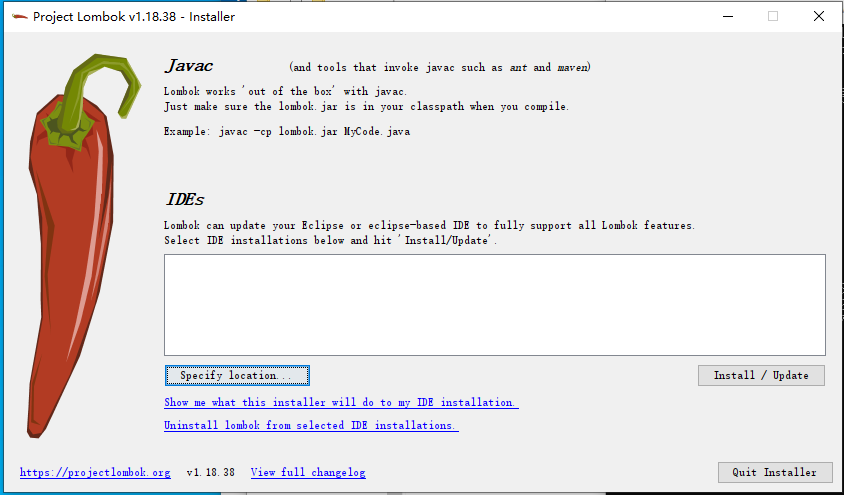 Project Lombok v1.18.38 - Installer
Javac (and tools that invoke javac such as ant and maven)
Lombok works 'out of the box' with javac.
Just make sure the lombok.jar is in your classpath when you compile.
Example: javac -cp lombok.jar MyCode.java
IDEs
Lombok can update your Eclipse or eclipse-based IDE to fully support all Lombok features.
Select IDE installations below and hit 'Install/Update'.
Specify location... Install / Update
Show me what this installer will do to my IDE installation.
Uninstall lombok from selected IDE installations.
https://projectlombok.org v1.18.38 View full changelog Quit Installer